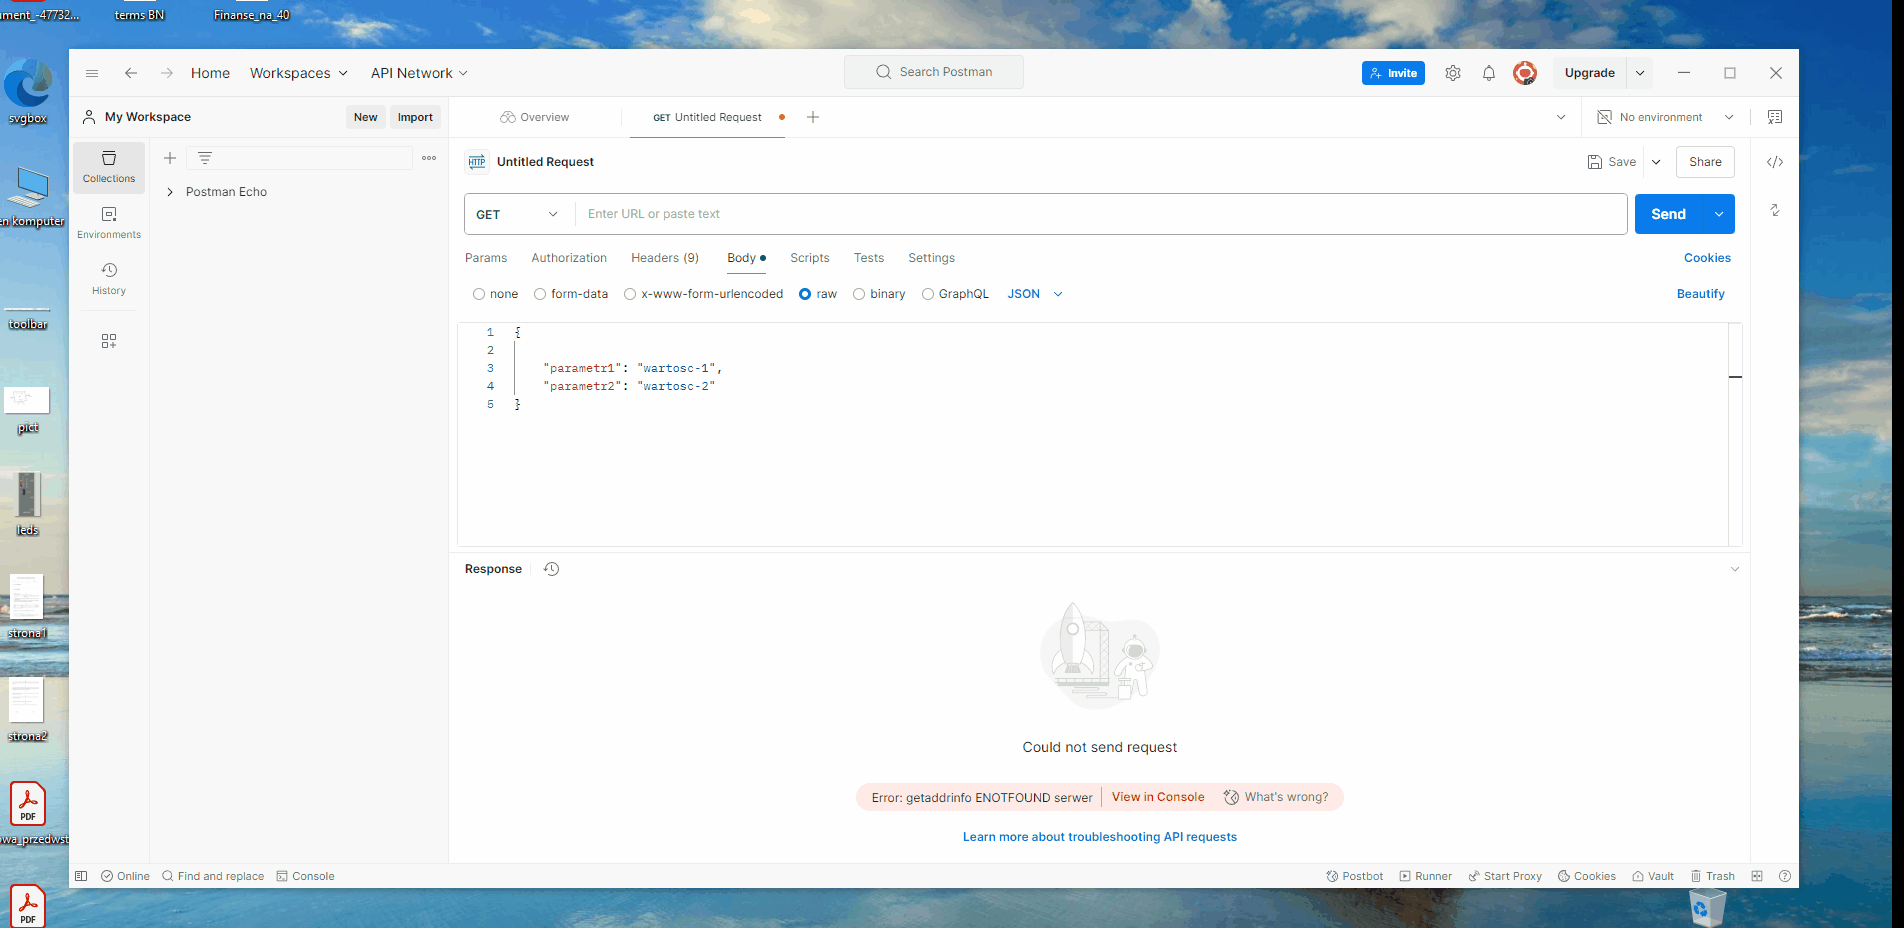 ument_-47732...
terms BN
Finanse_na_40
svgbox
en komputer
toolbar
pict
leds
strona1
strona2
PDF
owa_przedwst
PDF
Home
Workspaces
API Network
Search Postman
Invite
Upgrade
My Workspace
New
Import
Overview
GET Untitled Request
No environment
Collections
Environments
History
Postman Echo
HTTP
Untitled Request
Save
Share
GET
Enter URL or paste text
Send
Params
Authorization
Headers (9)
Body
Scripts
Tests
Settings
Cookies
none
form-data
x-www-form-urlencoded
raw
binary
GraphQL
JSON
Beautify
1 {
2
3 "parametr1": "wartosc-1",
4 "parametr2": "wartosc-2"
5 }
Response
Could not send request
Error: getaddrinfo ENOTFOUND serwer
View in Console
What's wrong?
Learn more about troubleshooting API requests
Online
Find and replace
Console
Postbot
Runner
Start Proxy
Cookies
Vault
Trash